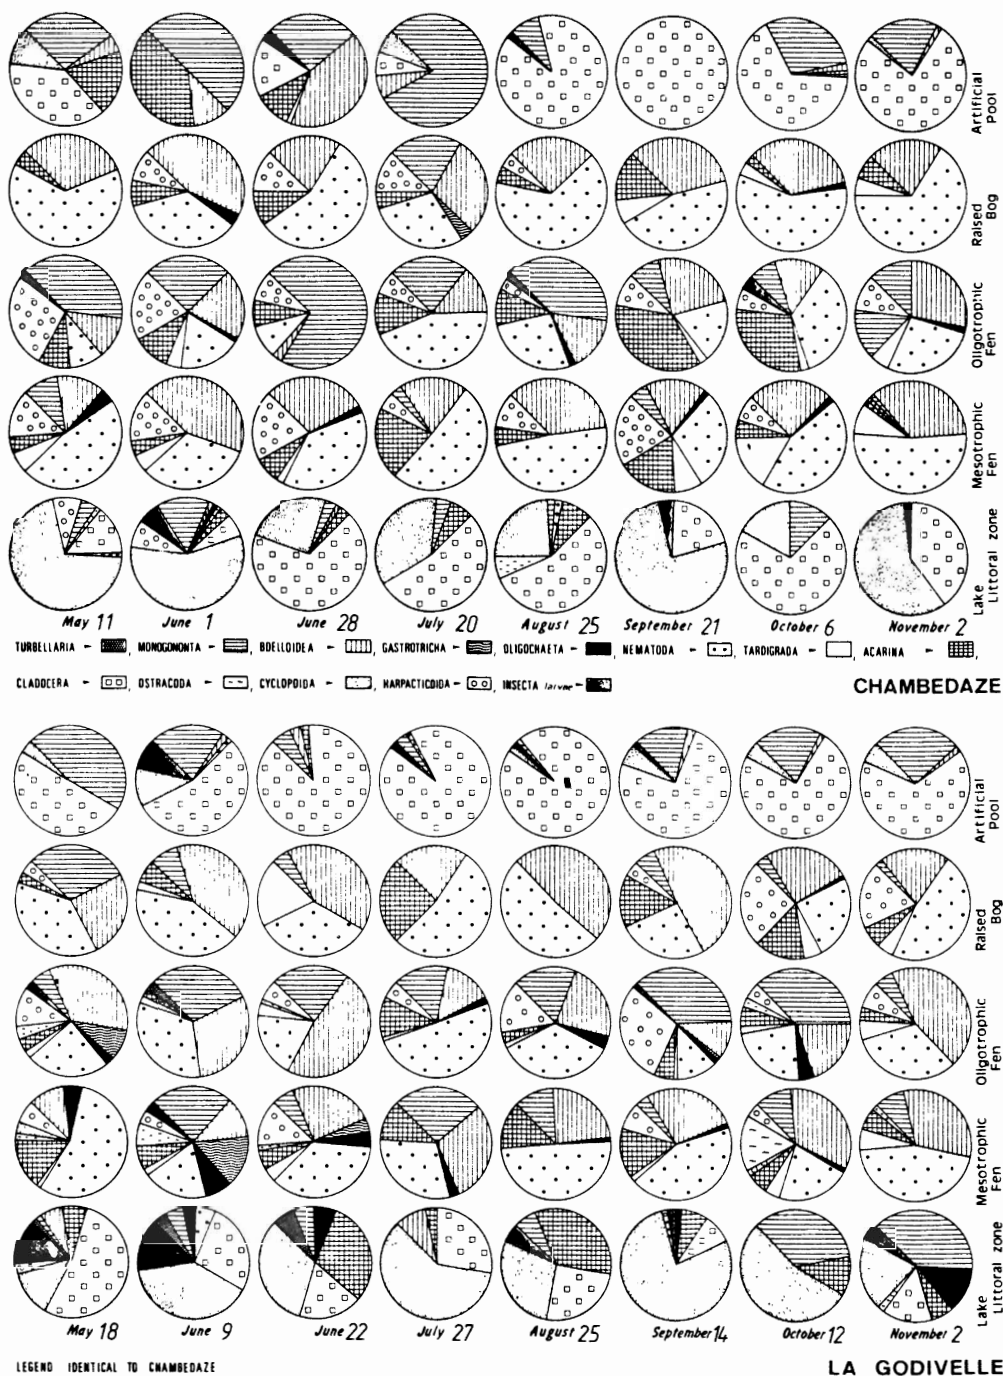 Artificial
Pool
Raised
Bog
Oligotrophic
Fen
Mesotrophic
Fen
Lake
Littoral zone
May 11 June 1 June 28 July 20 August 25 September 21 October 6 November 2
TURBELLARIA - , MONOGONONTA - , BDELLOIDEA - , GASTROTRICHA - , OLIGOCHAETA - , NEMATODA - , TARDIGRADA - , ACARINA - ,
CLADOCERA - , OSTRACODA - , CYCLOPOIDA - , HARPACTICOIDA - , INSECTA larvae -
CHAMBEDAZE
Artificial
Pool
Raised
Bog
Oligotrophic
Fen
Mesotrophic
Fen
Lake
Littoral zone
May 18 June 9 June 22 July 27 August 25 September 14 October 12 November 2
LEGEND IDENTICAL TO CHAMBEDAZE
LA GODIVELLE